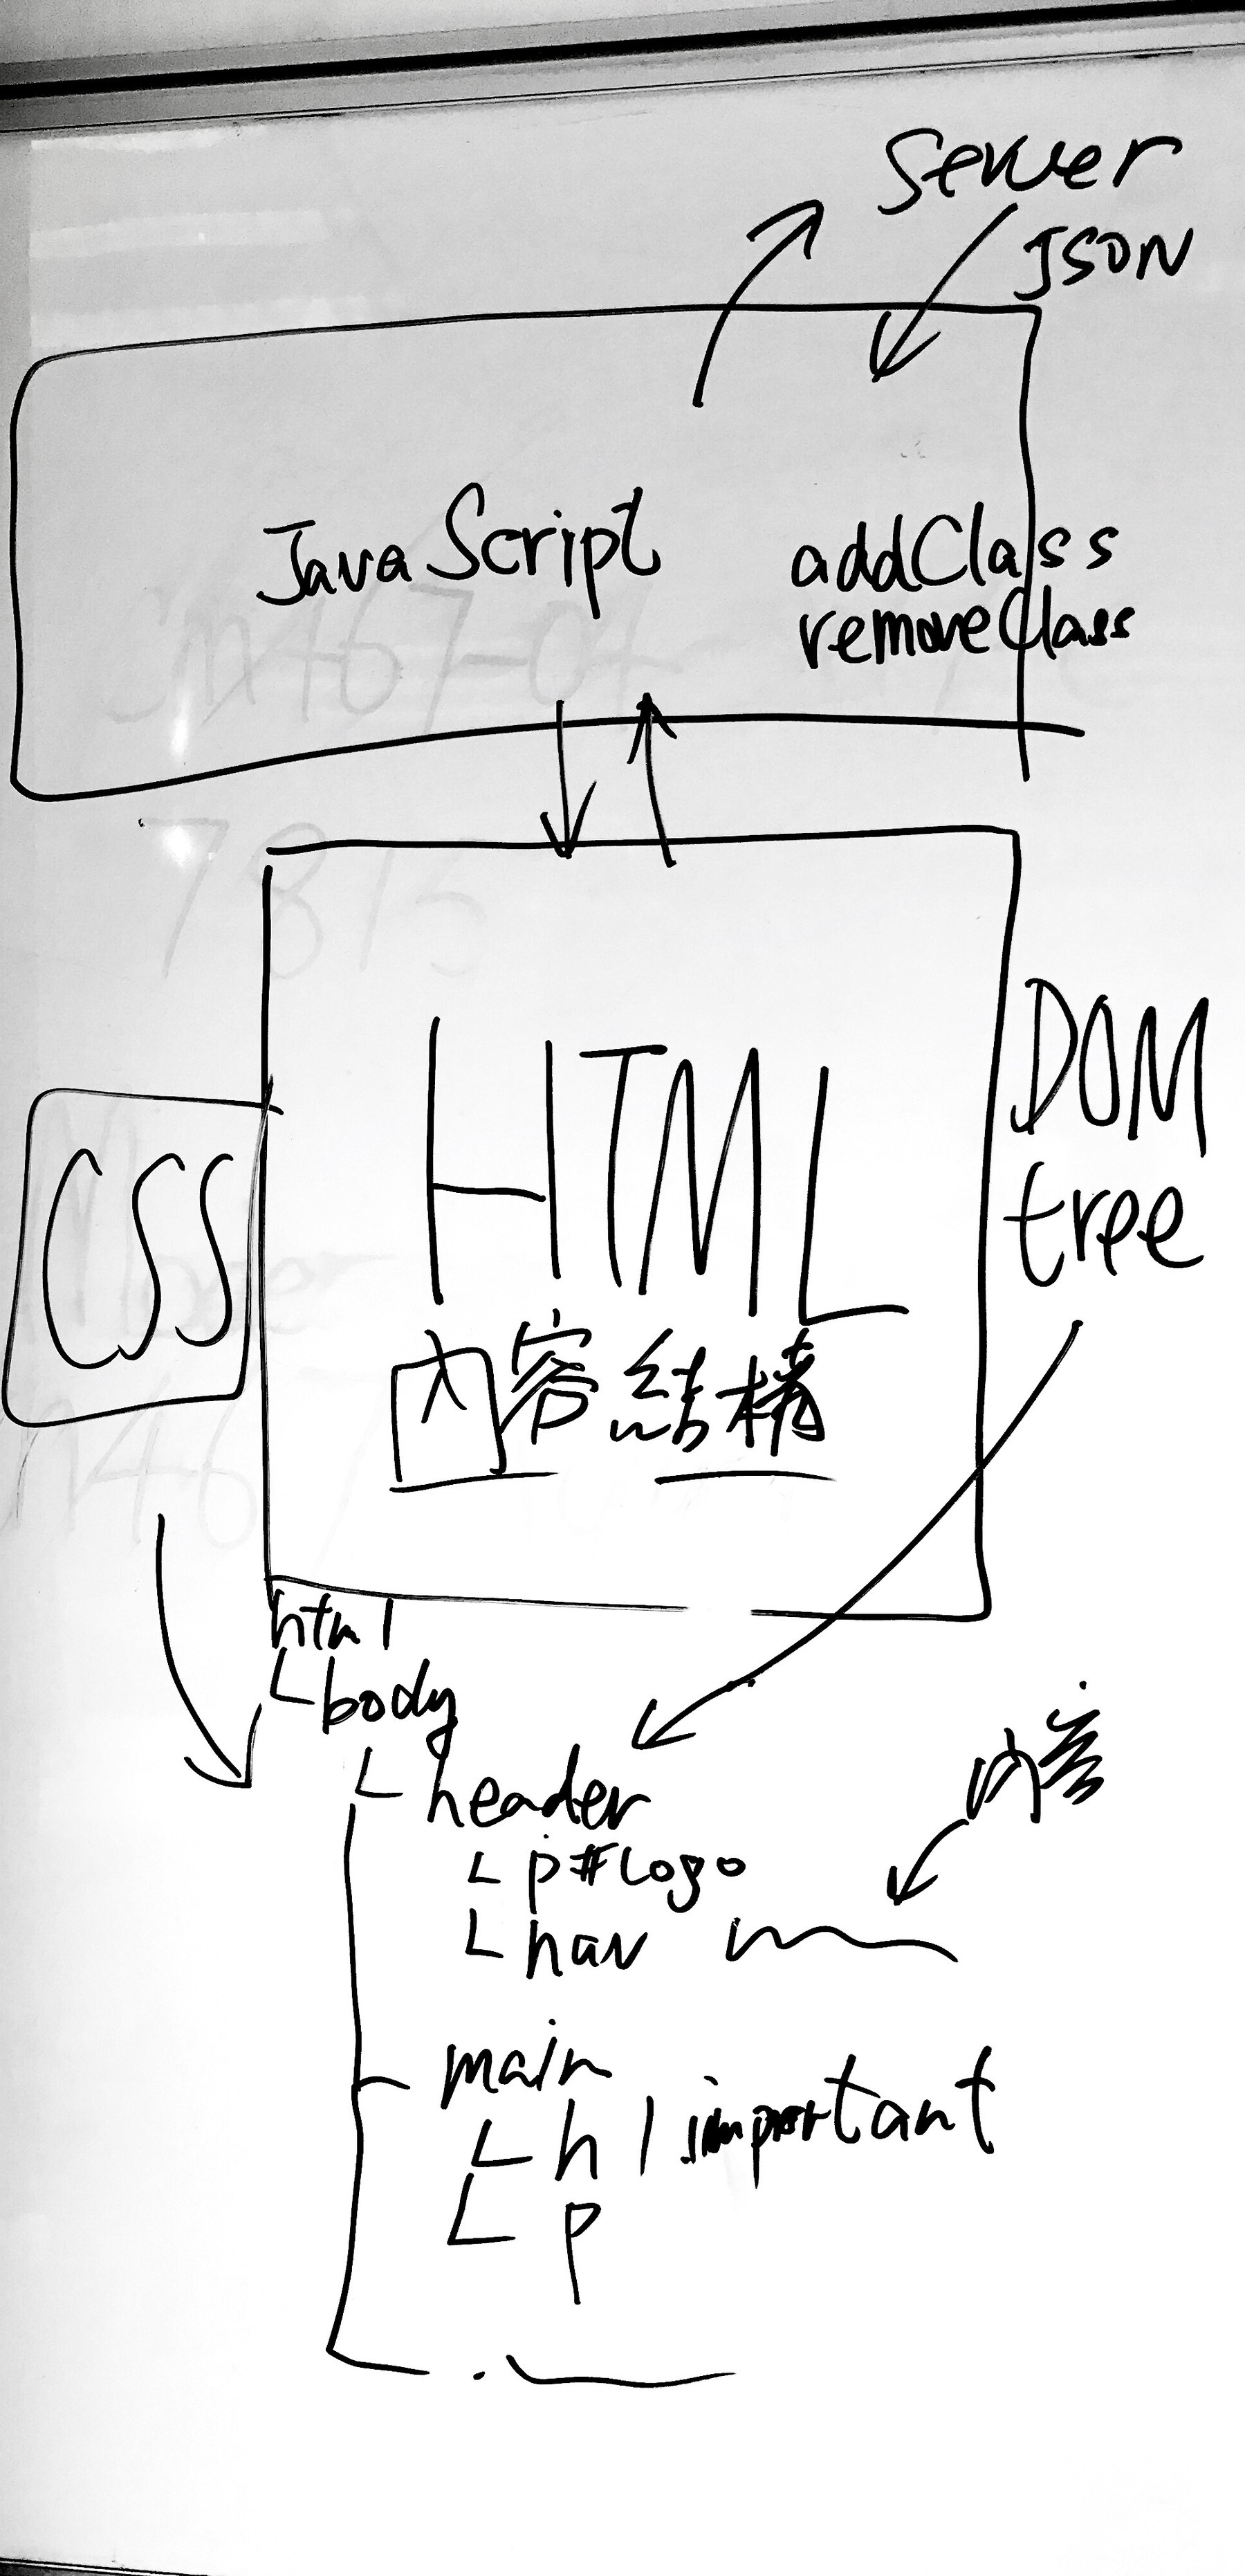 Server
JSON
JavaScript
addClass
removeClass
HTML
內容結構
CSS
DOM
tree
html
body
header
p#logo
nav
內容
main
h1 important
p